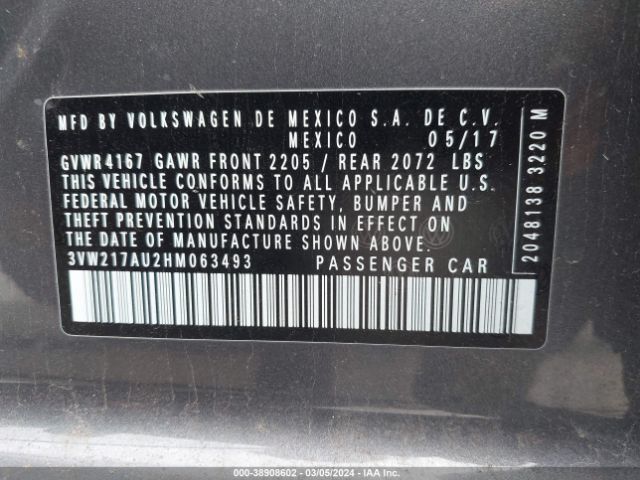 MFD BY VOLKSWAGEN DE MEXICO S.A. DE C.V.
MEXICO 05/17
GVWR4167 GAWR FRONT 2205 / REAR 2072 LBS
THIS VEHICLE CONFORMS TO ALL APPLICABLE U.S.
FEDERAL MOTOR VEHICLE SAFETY, BUMPER AND
THEFT PREVENTION STANDARDS IN EFFECT ON
THE DATE OF MANUFACTURE SHOWN ABOVE.
3VW217AU2HM063493 PASSENGER CAR
2048138 3220 M
000-38908602 - 03/05/2024 - IAA Inc.